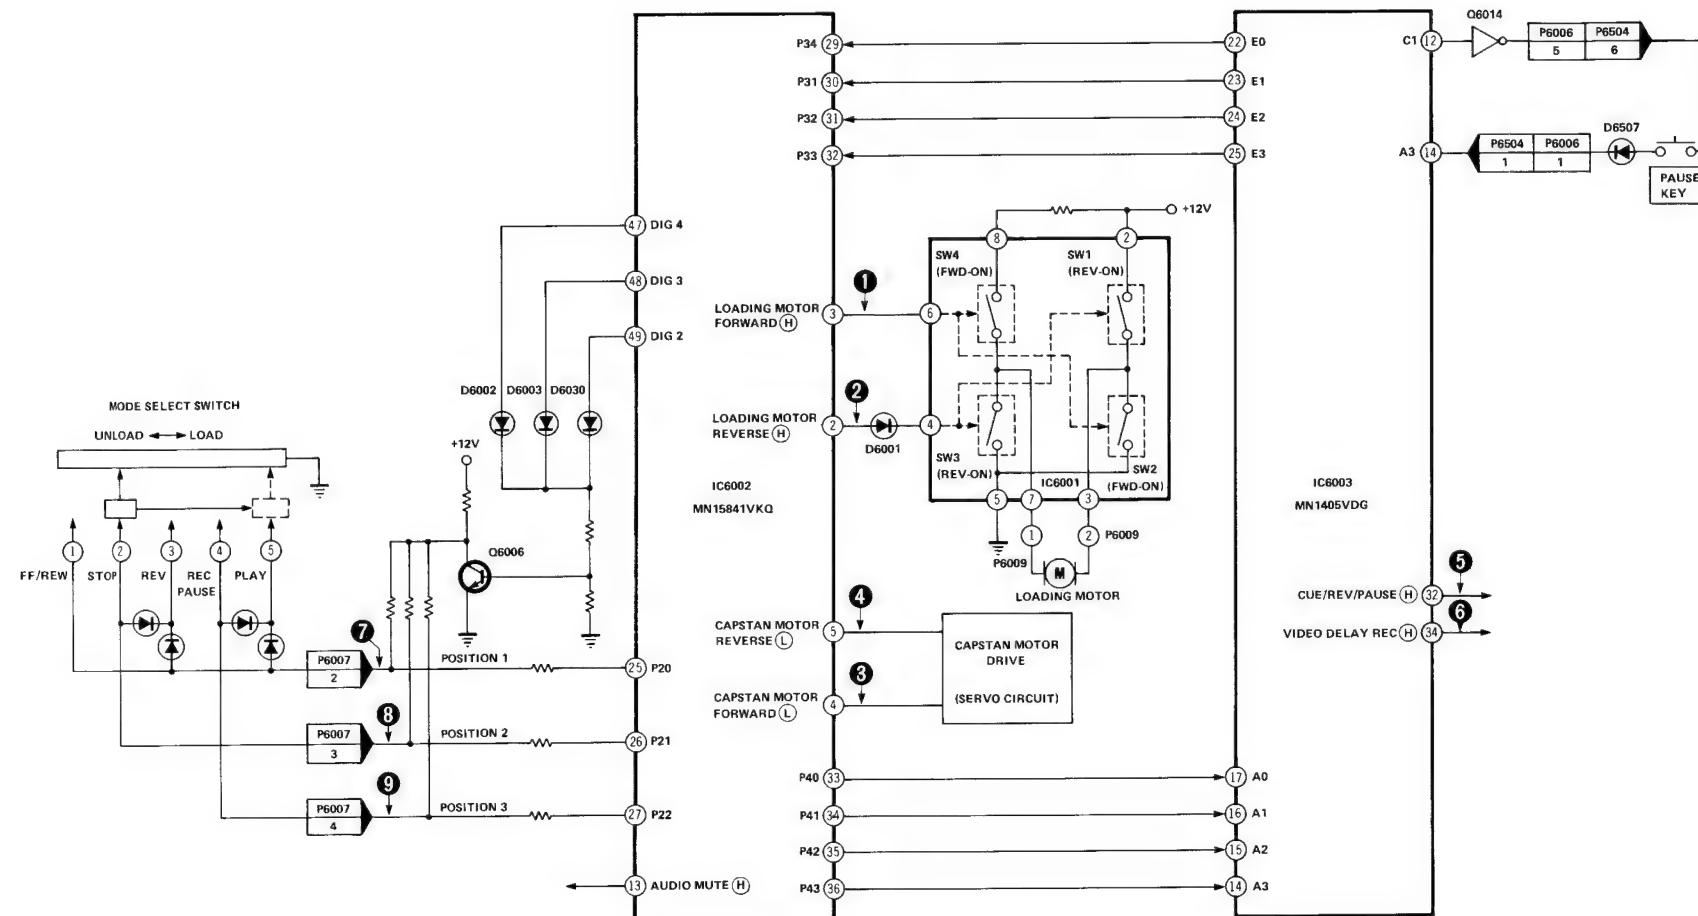 Q6014
P34 29
22 E0
C1 12
P6006 P6504
5 6
P31 30
23 E1
P32 31
24 E2
D6507
P33 32
25 E3
A3 14
P6504 P6006
1 1
PAUSE
KEY
+12V
47 DIG 4
8 2
SW4
(FWD-ON)
SW1
(REV-ON)
48 DIG 3
1
LOADING MOTOR
FORWARD H
3
6
49 DIG 2
D6002 D6003 D6030
MODE SELECT SWITCH
UNLOAD LOAD
+12V
2
LOADING MOTOR
REVERSE H
2
D6001
4
SW3
(REV-ON)
SW2
(FWD-ON)
IC6002
MN15841VKQ
IC6001
5 7 3
IC6003
MN1405VDG
1 2 P6009
P6009
M
LOADING MOTOR
1 2 3 4 5
FF/REW STOP REV REC
PAUSE
PLAY
Q6006
5
CUE/REV/PAUSE H 32
6
VIDEO DELAY REC H 34
4
CAPSTAN MOTOR
REVERSE L
5
CAPSTAN MOTOR
DRIVE
(SERVO CIRCUIT)
7
P6007
2
POSITION 1
25 P20
3
CAPSTAN MOTOR
FORWARD L
4
8
P6007
3
POSITION 2
26 P21
9
P6007
4
POSITION 3
27 P22
P40 33
17 A0
P41 34
16 A1
P42 35
15 A2
13 AUDIO MUTE H
P43 36
14 A3